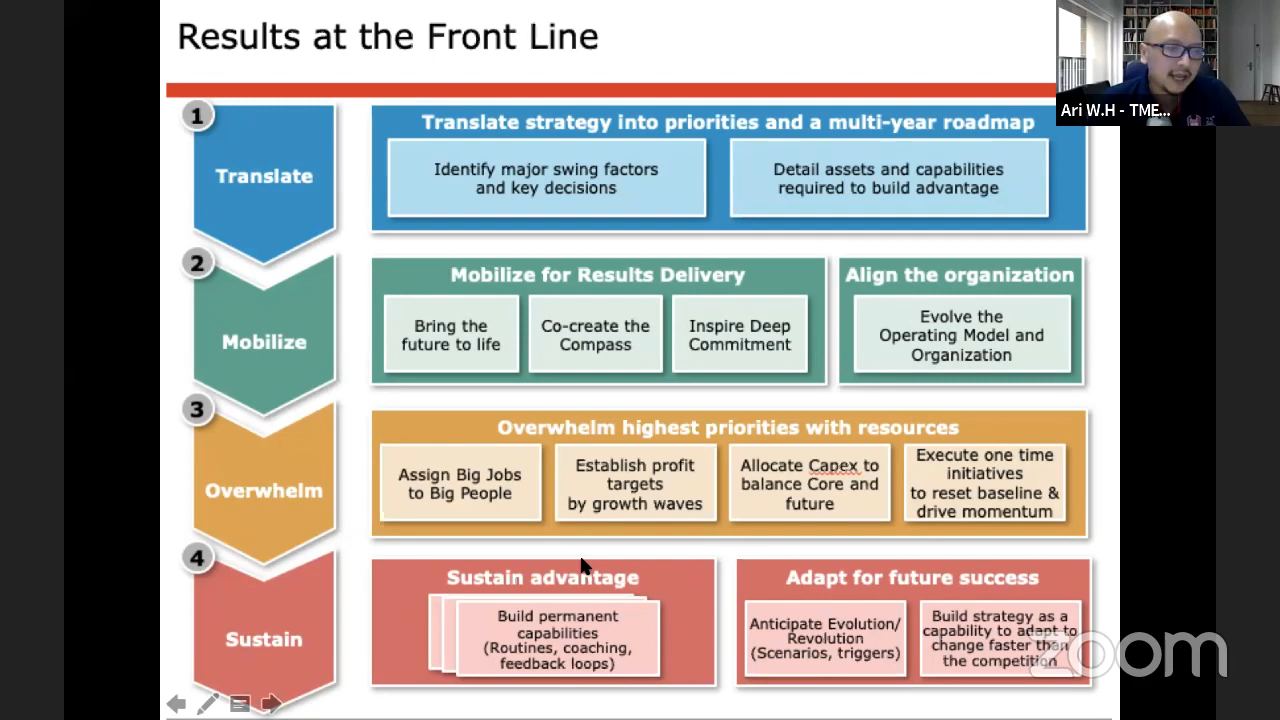 Results at the Front Line
Ari W.H - TME...
1
Translate
Translate strategy into priorities and a multi-year roadmap
Identify major swing factors
and key decisions
Detail assets and capabilities
required to build advantage
2
Mobilize
Mobilize for Results Delivery
Bring the
future to life
Co-create the
Compass
Inspire Deep
Commitment
Align the organization
Evolve the
Operating Model and
Organization
3
Overwhelm
Overwhelm highest priorities with resources
Assign Big Jobs
to Big People
Establish profit
targets
by growth waves
Allocate Capex to
balance Core and
future
Execute one time
initiatives
to reset baseline &
drive momentum
4
Sustain
Sustain advantage
Build permanent
capabilities
(Routines, coaching,
feedback loops)
Adapt for future success
Anticipate Evolution/
Revolution
(Scenarios, triggers)
Build strategy as a
capability to adapt to
change faster than
the competition
zoom